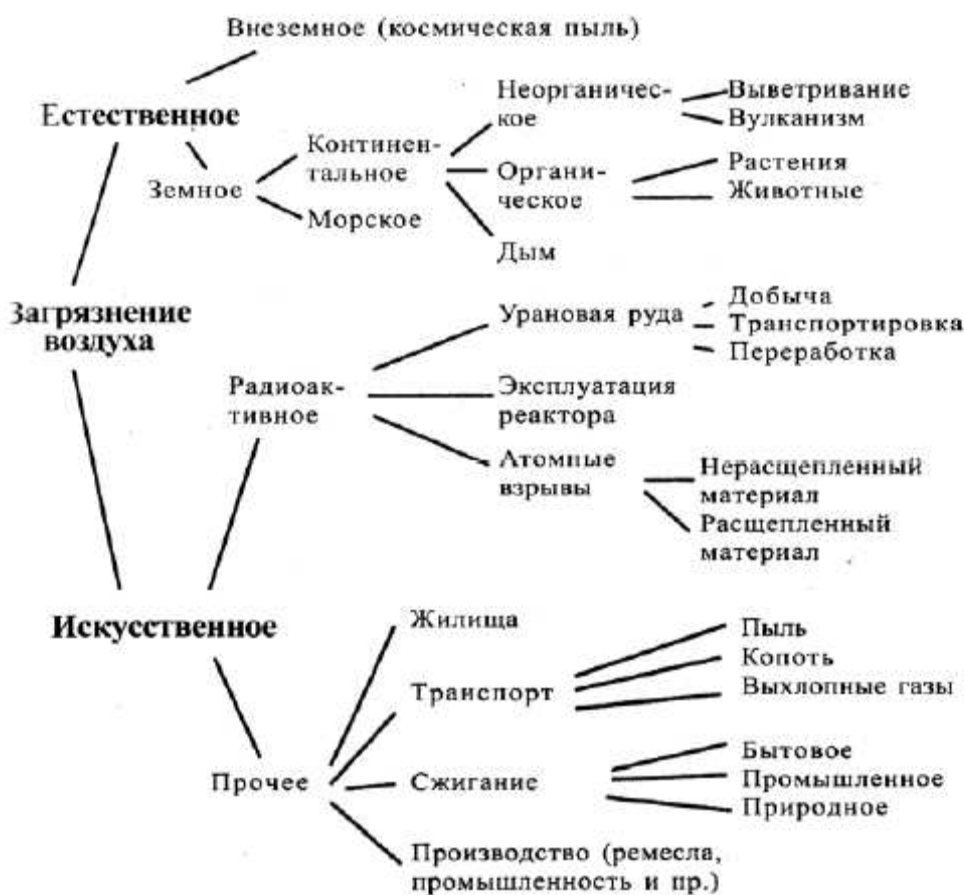 Внеземное (космическая пыль)
Естественное
Неорганичес-
кое
Выветривание
Вулканизм
Континен-
тальное
Земное
Органи-
ческое
Растения
Животные
Морское
Дым
Загрязнение
воздуха
Урановая руда
Добыча
Транспортировка
Переработка
Радиоак-
тивное
Эксплуатация
реактора
Атомные
взрывы
Нерасщепленный
материал
Расщепленный
материал
Искусственное
Жилища
Транспорт
Пыль
Копоть
Выхлопные газы
Прочее
Сжигание
Бытовое
Промышленное
Природное
Производство (ремесла,
промышленность и пр.)